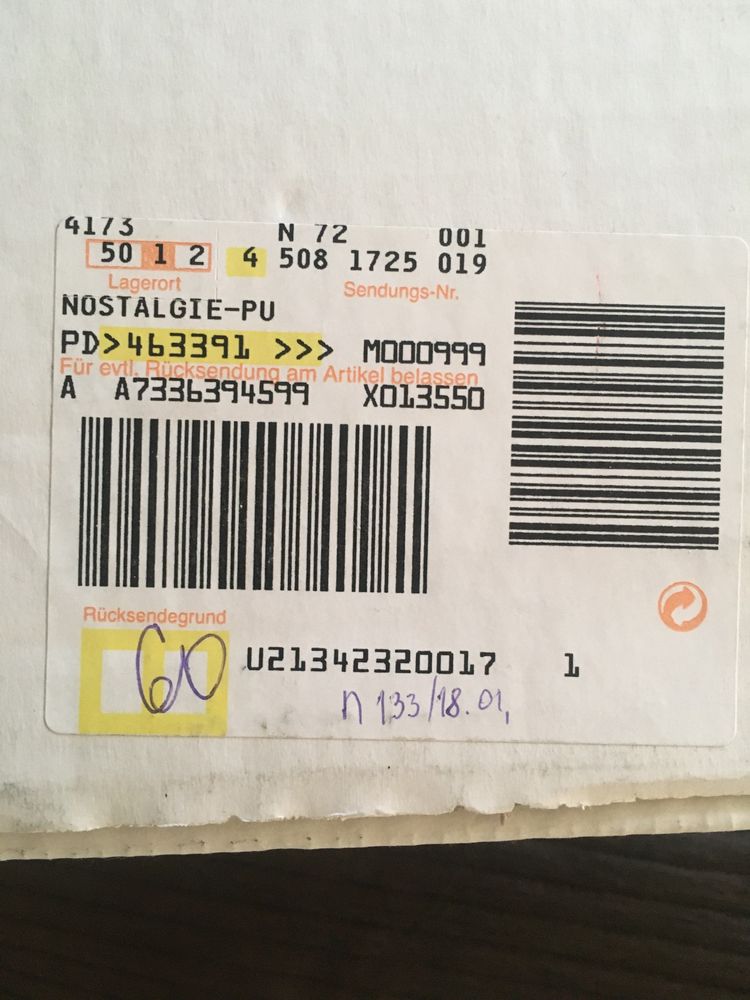 4173 N 72 001
50 1 2 4 508 1725 019
Lagerort Sendungs-Nr.
NOSTALGIE-PU
PD>463391 >>> M000999
Für evtl. Rücksendung am Artikel belassen
A A7336394599 X013550
Rücksendegrund
60 U21342320017 1
n 133/18.01,